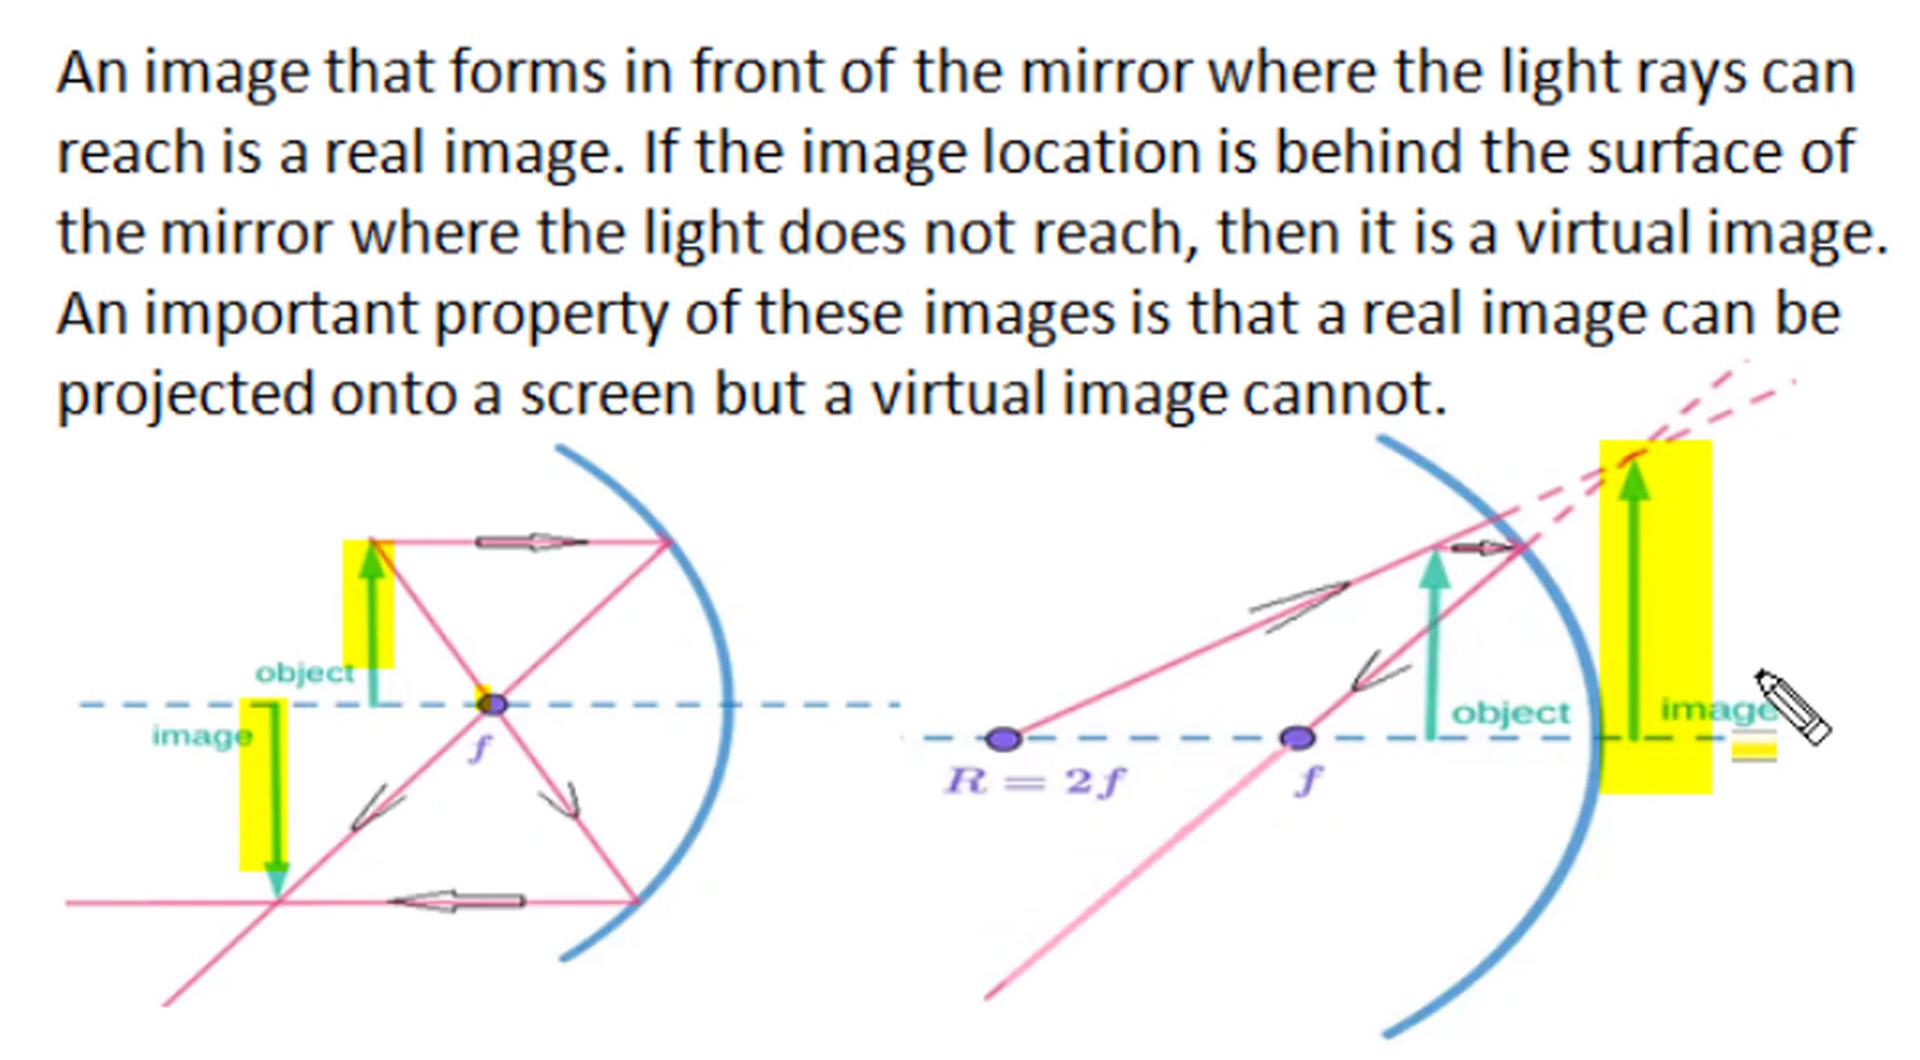 An image that forms in front of the mirror where the light rays can
reach is a real image. If the image location is behind the surface of
the mirror where the light does not reach, then it is a virtual image.
An important property of these images is that a real image can be
projected onto a screen but a virtual image cannot.
object
image
f
object
image
R = 2f
f